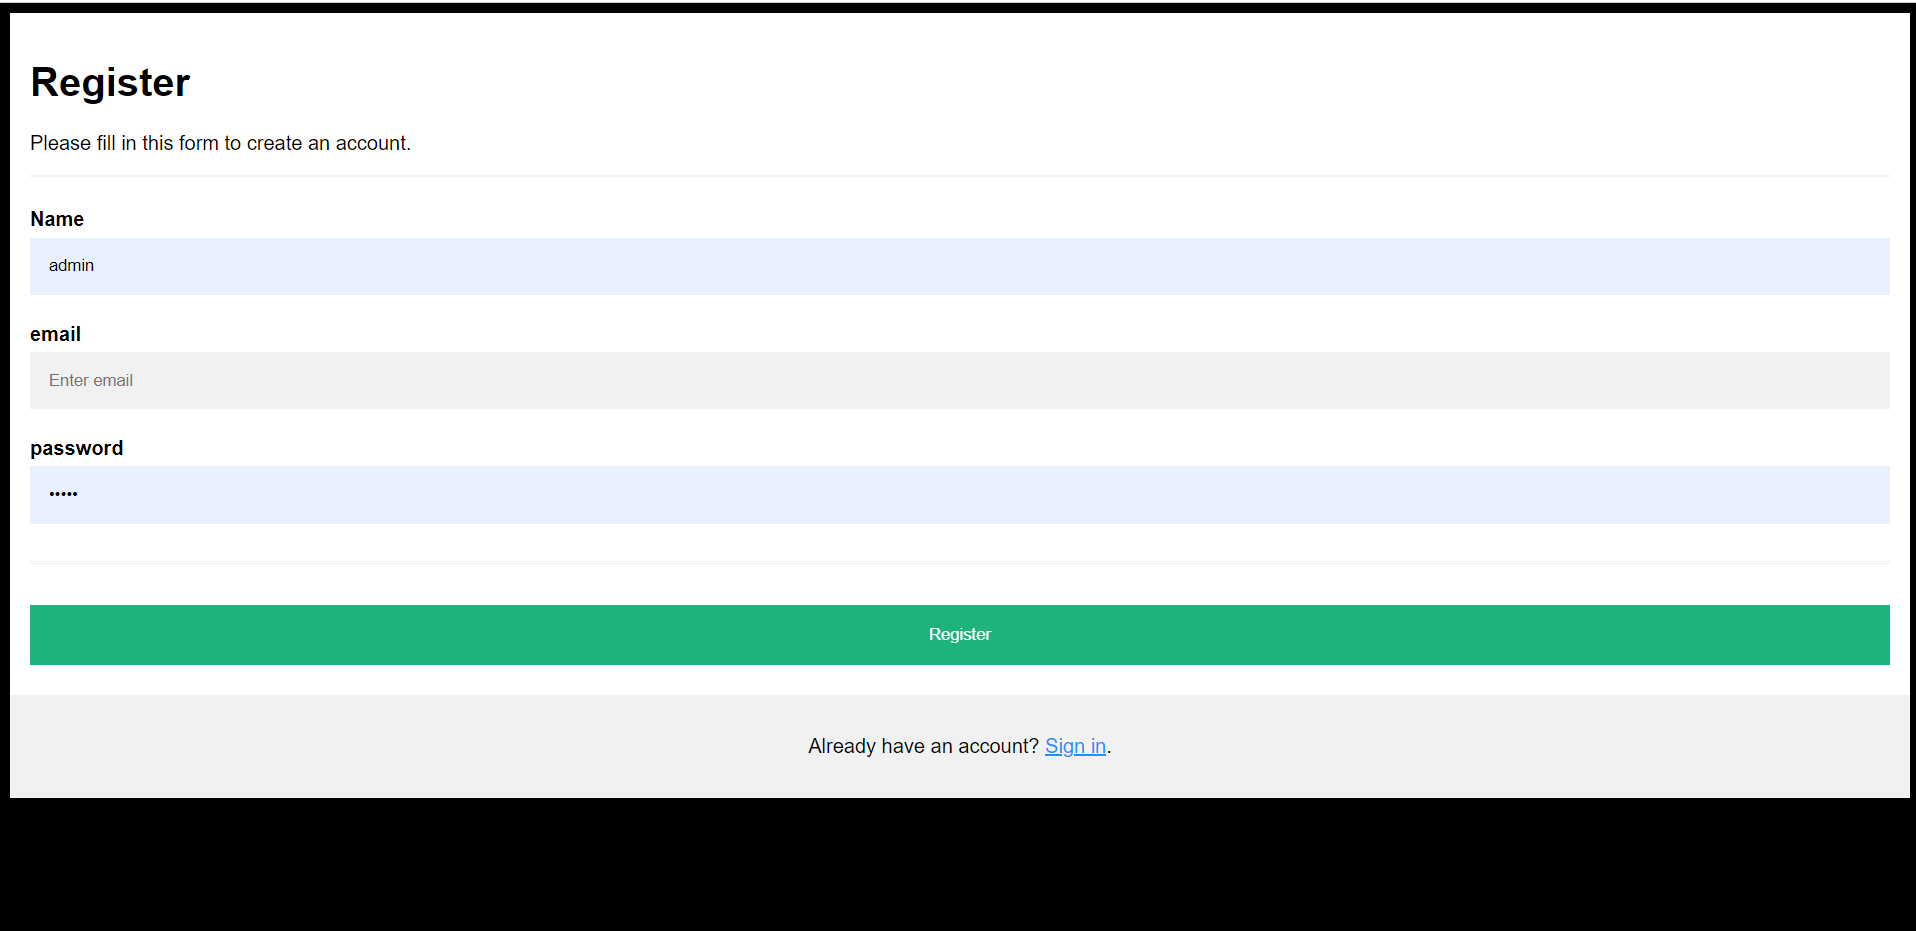 Register
Please fill in this form to create an account.
Name
admin
email
Enter email
password
•••••
Register
Already have an account? Sign in.